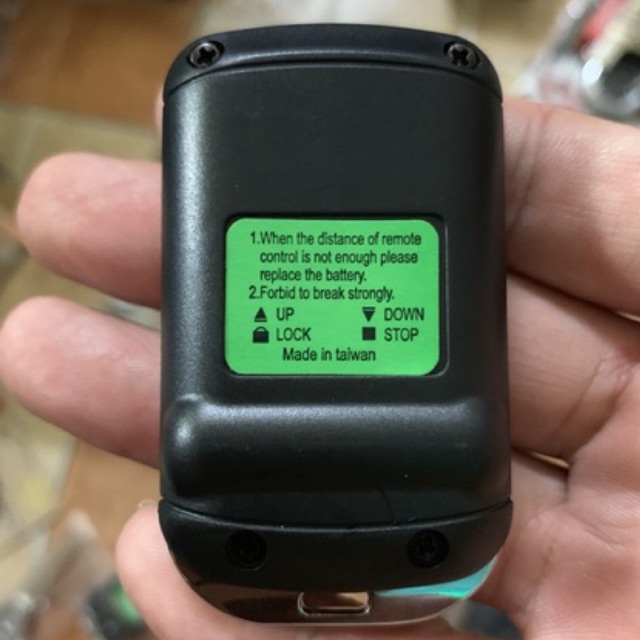 1.When the distance of remote
control is not enough please
replace the battery.
2.Forbid to break strongly.
▲ UP ▼ DOWN
LOCK ■ STOP
Made in taiwan